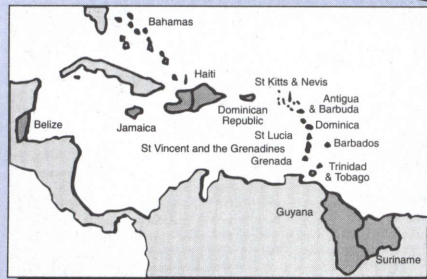 Bahamas
Haiti
St Kitts & Nevis
Antigua
& Barbuda
Dominican
Republic
Belize
Jamaica
Dominica
St Lucia
Barbados
St Vincent and the Grenadines
Grenada
Trinidad
& Tobago
Guyana
Suriname